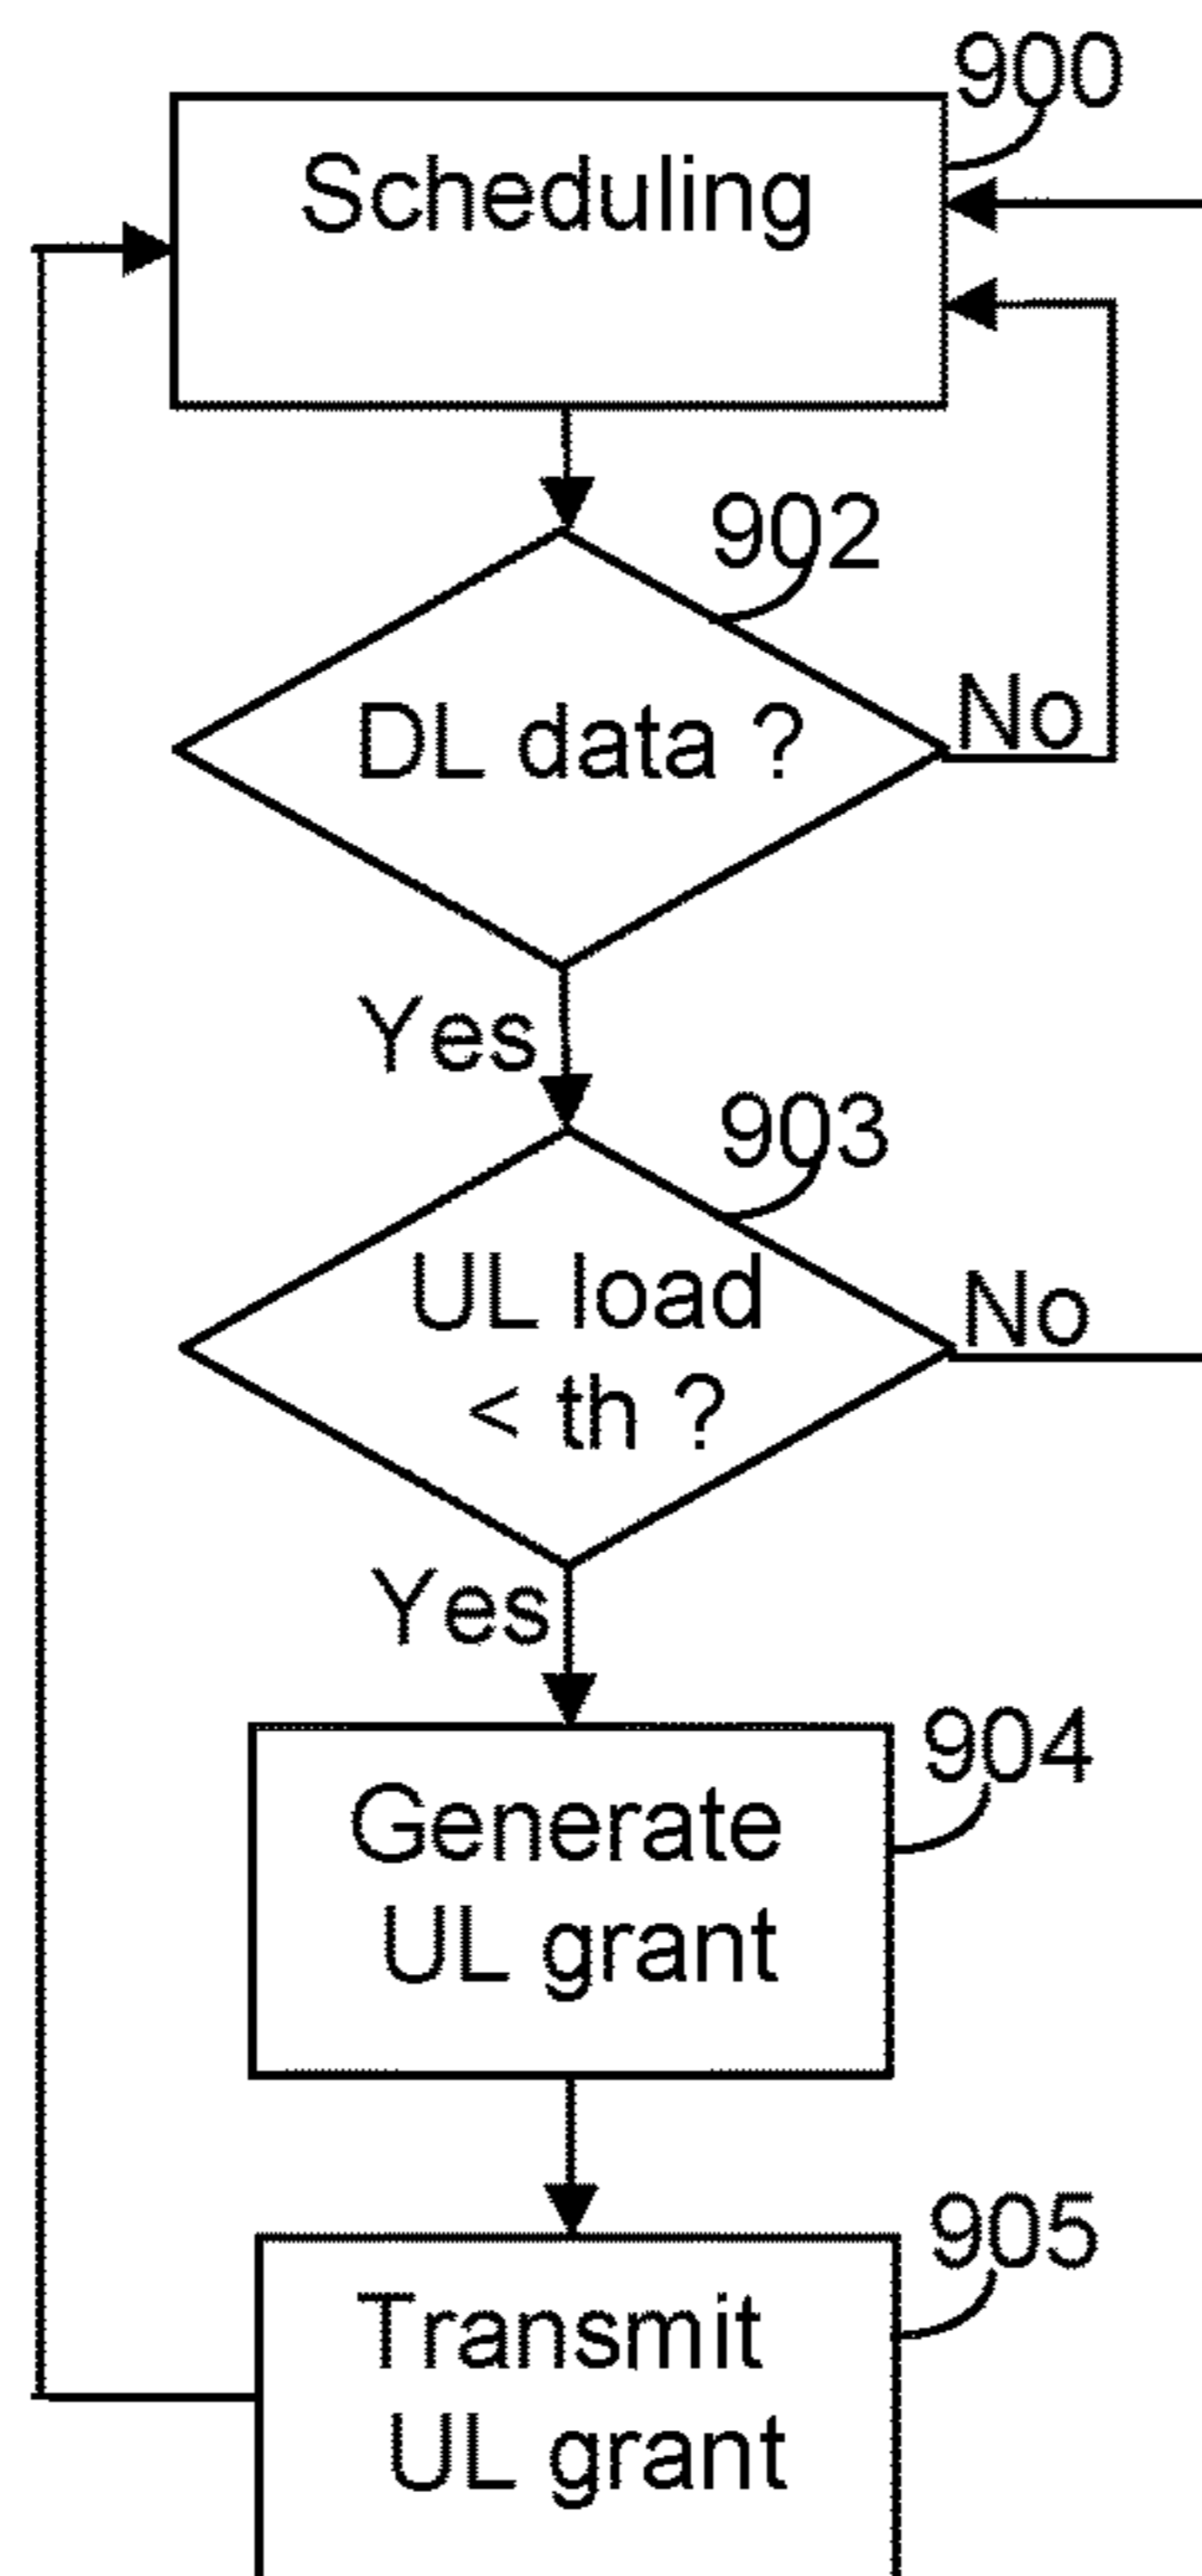 900
Scheduling
902
DL data ?
No
Yes
903
UL load
< th ?
No
Yes
904
Generate
UL grant
905
Transmit
UL grant